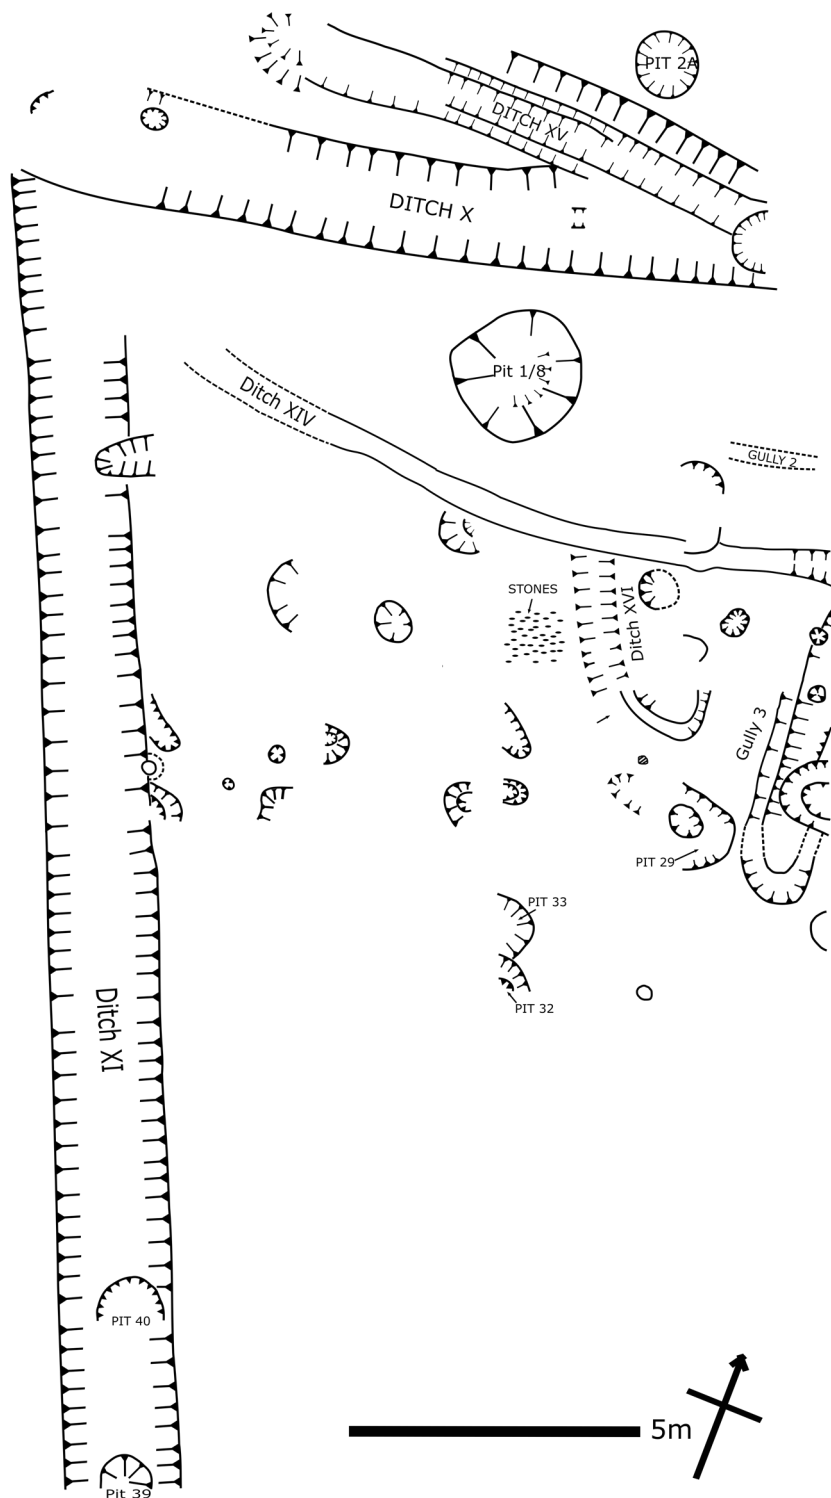 PIT 2A
DITCH XV
DITCH X
Pit 1/8
Ditch XIV
GULLY 2
STONES
Ditch XVI
Gully 3
PIT 29
PIT 33
PIT 32
Ditch XI
PIT 40
5m
Pit 39